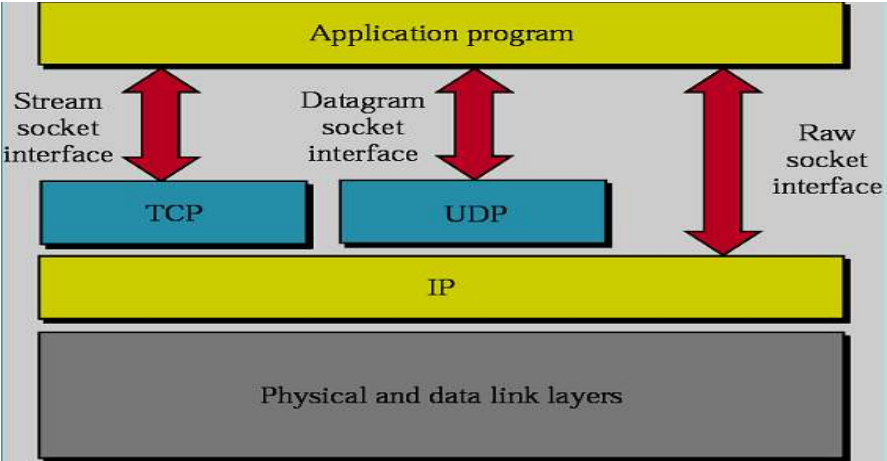 Application program
Stream
socket
interface
Datagram
socket
interface
Raw
socket
interface
TCP
UDP
IP
Physical and data link layers